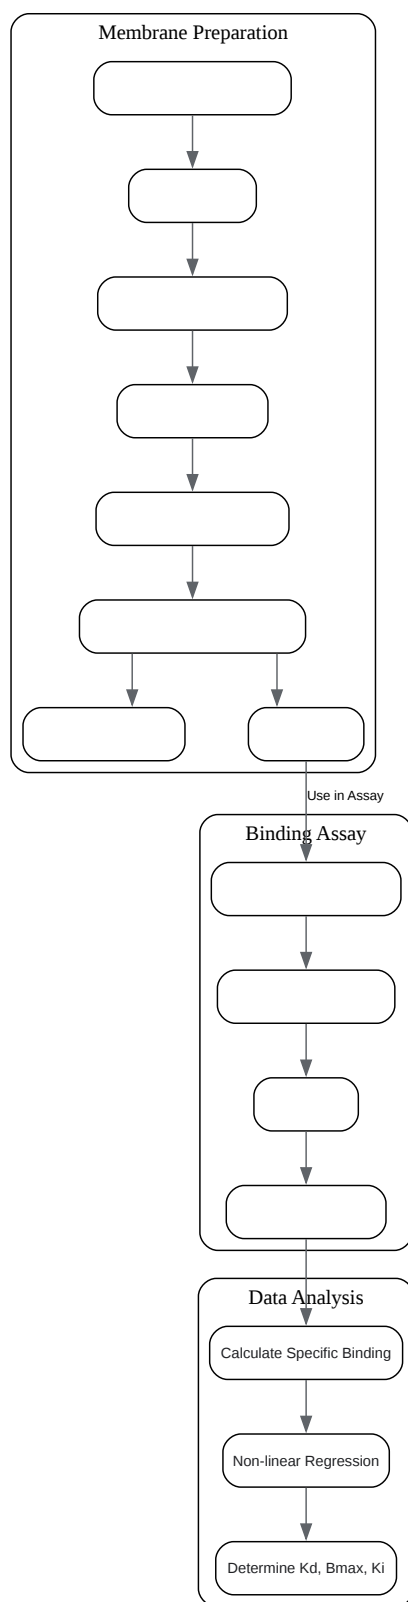 Membrane Preparation
Use in Assay
Binding Assay
Data Analysis
Calculate Specific Binding
Non-linear Regression
Determine Kd, Bmax, Ki